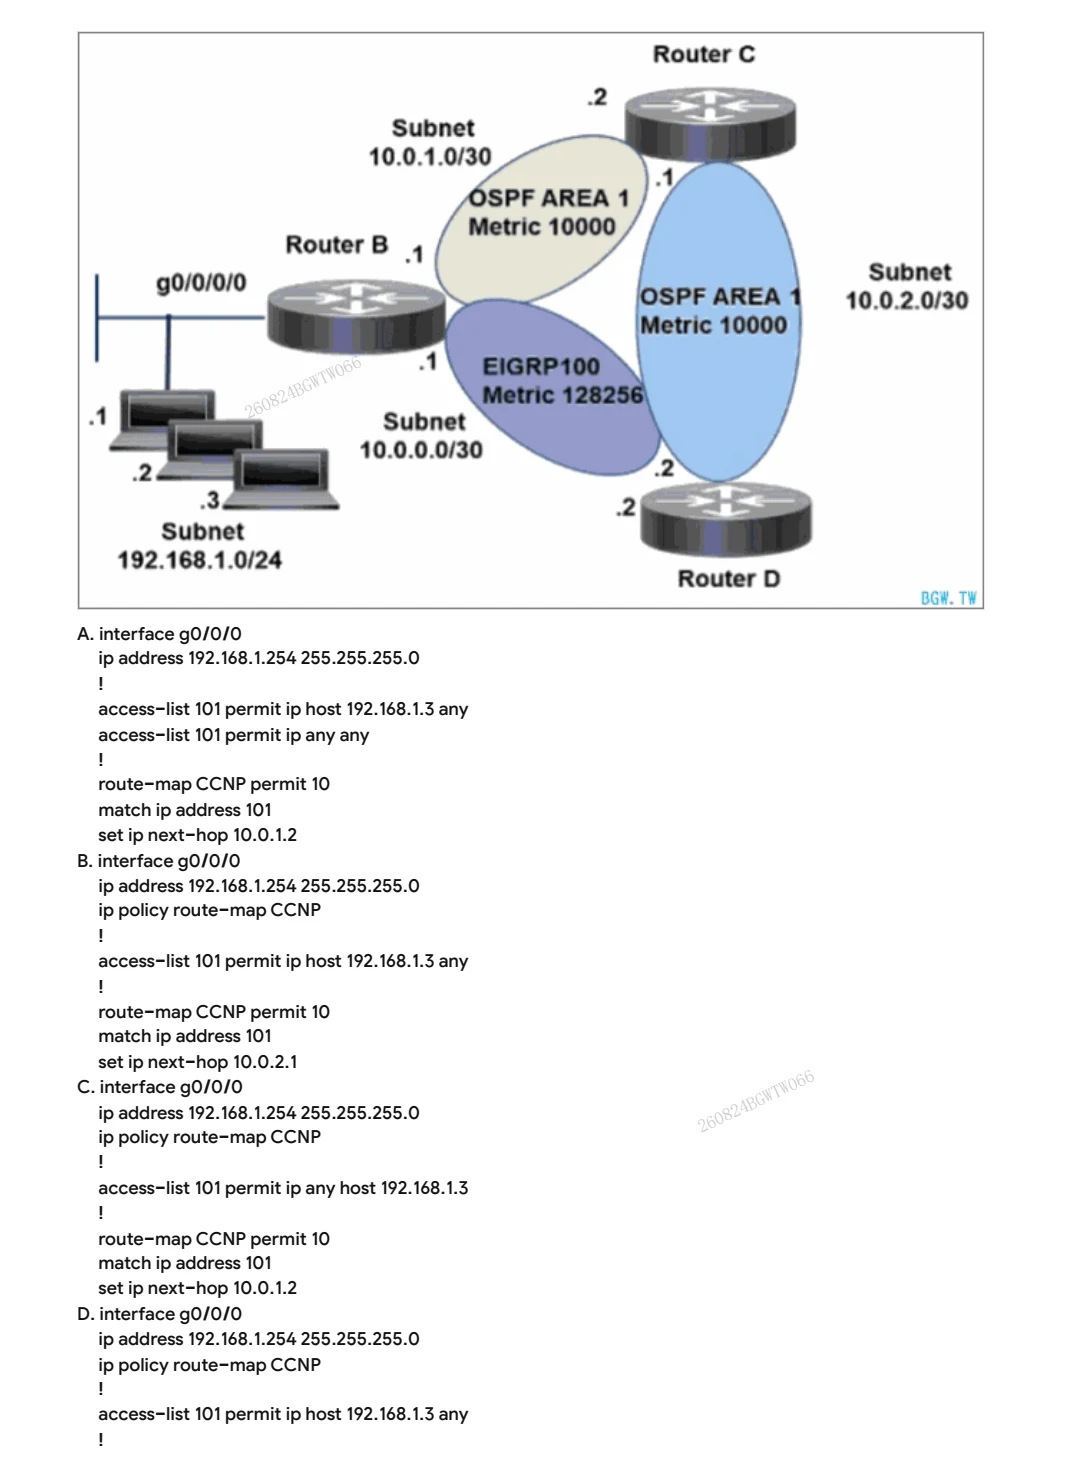 Router C
.2
Subnet
10.0.1.0/30
.1
OSPF AREA 1
Metric 10000
Router B
.1
g0/0/0/0
Subnet
10.0.2.0/30
OSPF AREA 1
Metric 10000
.1
EIGRP100
Metric 128256
260824BGWTW066
.1
Subnet
10.0.0.0/30
.2
.2
.3
.2
Subnet
192.168.1.0/24
Router D
BGW.TW
A. interface g0/0/0
ip address 192.168.1.254 255.255.255.0
!
access-list 101 permit ip host 192.168.1.3 any
access-list 101 permit ip any any
!
route-map CCNP permit 10
match ip address 101
set ip next-hop 10.0.1.2
B. interface g0/0/0
ip address 192.168.1.254 255.255.255.0
ip policy route-map CCNP
!
access-list 101 permit ip host 192.168.1.3 any
!
route-map CCNP permit 10
match ip address 101
set ip next-hop 10.0.2.1
C. interface g0/0/0
ip address 192.168.1.254 255.255.255.0
ip policy route-map CCNP
!
access-list 101 permit ip any host 192.168.1.3
!
route-map CCNP permit 10
match ip address 101
set ip next-hop 10.0.1.2
260824BGWTW066
D. interface g0/0/0
ip address 192.168.1.254 255.255.255.0
ip policy route-map CCNP
!
access-list 101 permit ip host 192.168.1.3 any
!